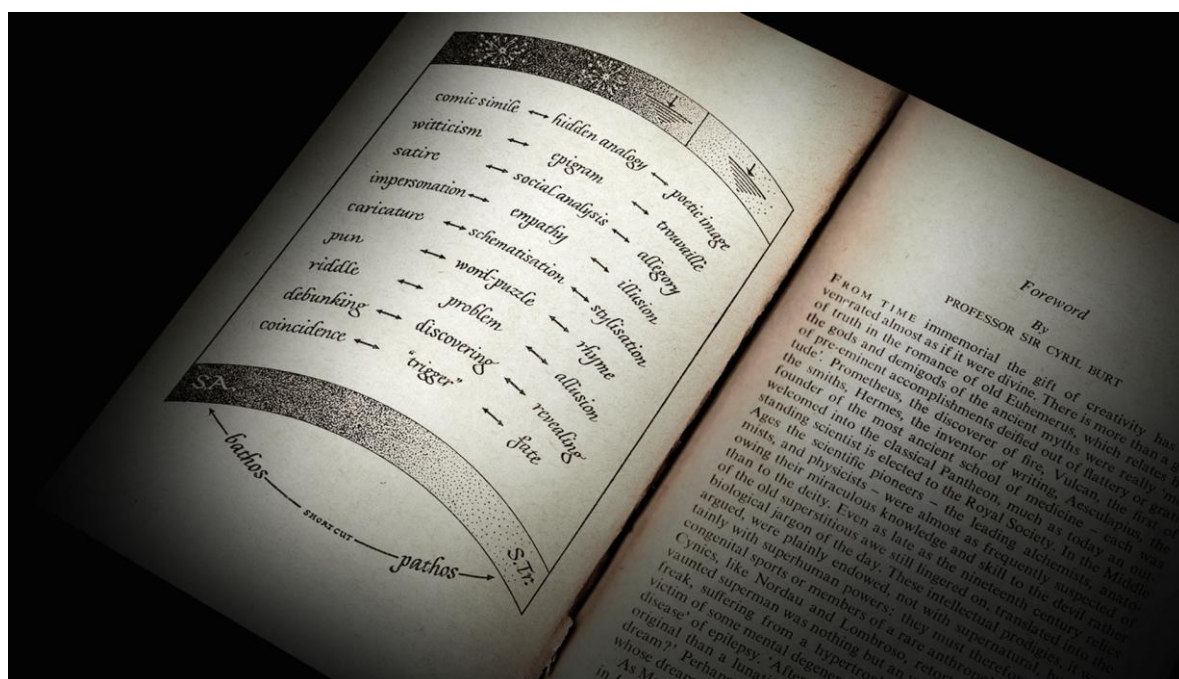 comic simile ↔ hidden analogy ↔ poetic image
witticism ↔ epigram ↔ trouvaille
satire ↔ social analysis ↔ allegory
impersonation ↔ empathy ↔ illusion
caricature ↔ schematisation ↔ stylisation
pun ↔ word-puzzle ↔ rhyme
riddle ↔ problem ↔ allusion
debunking ↔ discovering ↔ revealing
coincidence ↔ "trigger" ↔ fate
S.A.
S.Tr.
bathos
SHORT CUT
pathos
Foreword
By
PROFESSOR SIR CYRIL BURT
FROM TIME immemorial the gift of creativity has
venerated almost as if it were divine. There is more than a
of truth in the romance of old Euhemerus, which relates
the gods and demigods of the ancient myths were really
of pre-eminent accomplishments deified out of flattery or grat
tude'. Prometheus, the discoverer of fire, Vulcan, the first of
the smiths, Hermes, the inventor of writing, Aesculapius, the
founder of the most ancient school of medicine – each was
welcomed into the classical Pantheon, much as today an out
standing scientist is elected to the Royal Society. In the Middle
Ages the scientific pioneers – the leading alchemists, anato-
mists, and physicists – were almost as frequently suspected of
owing their miraculous knowledge and skill to the devil rather
than to the deity. Even as late as the nineteenth century relics
of the old superstitious awe still lingered on, translated into the
biological jargon of the day. These intellectual prodigies, it
argued, were plainly endowed, not with supernatural,
tainly with superhuman powers: they must
congenital sports or members of a rare
Cynics, like Nordau and Lombroso,
vaunted superman was nothing but an
freak, suffering from a
victim of some mental
disease' of epilepsy. 'After
original than a
dream?'
whose
As
in